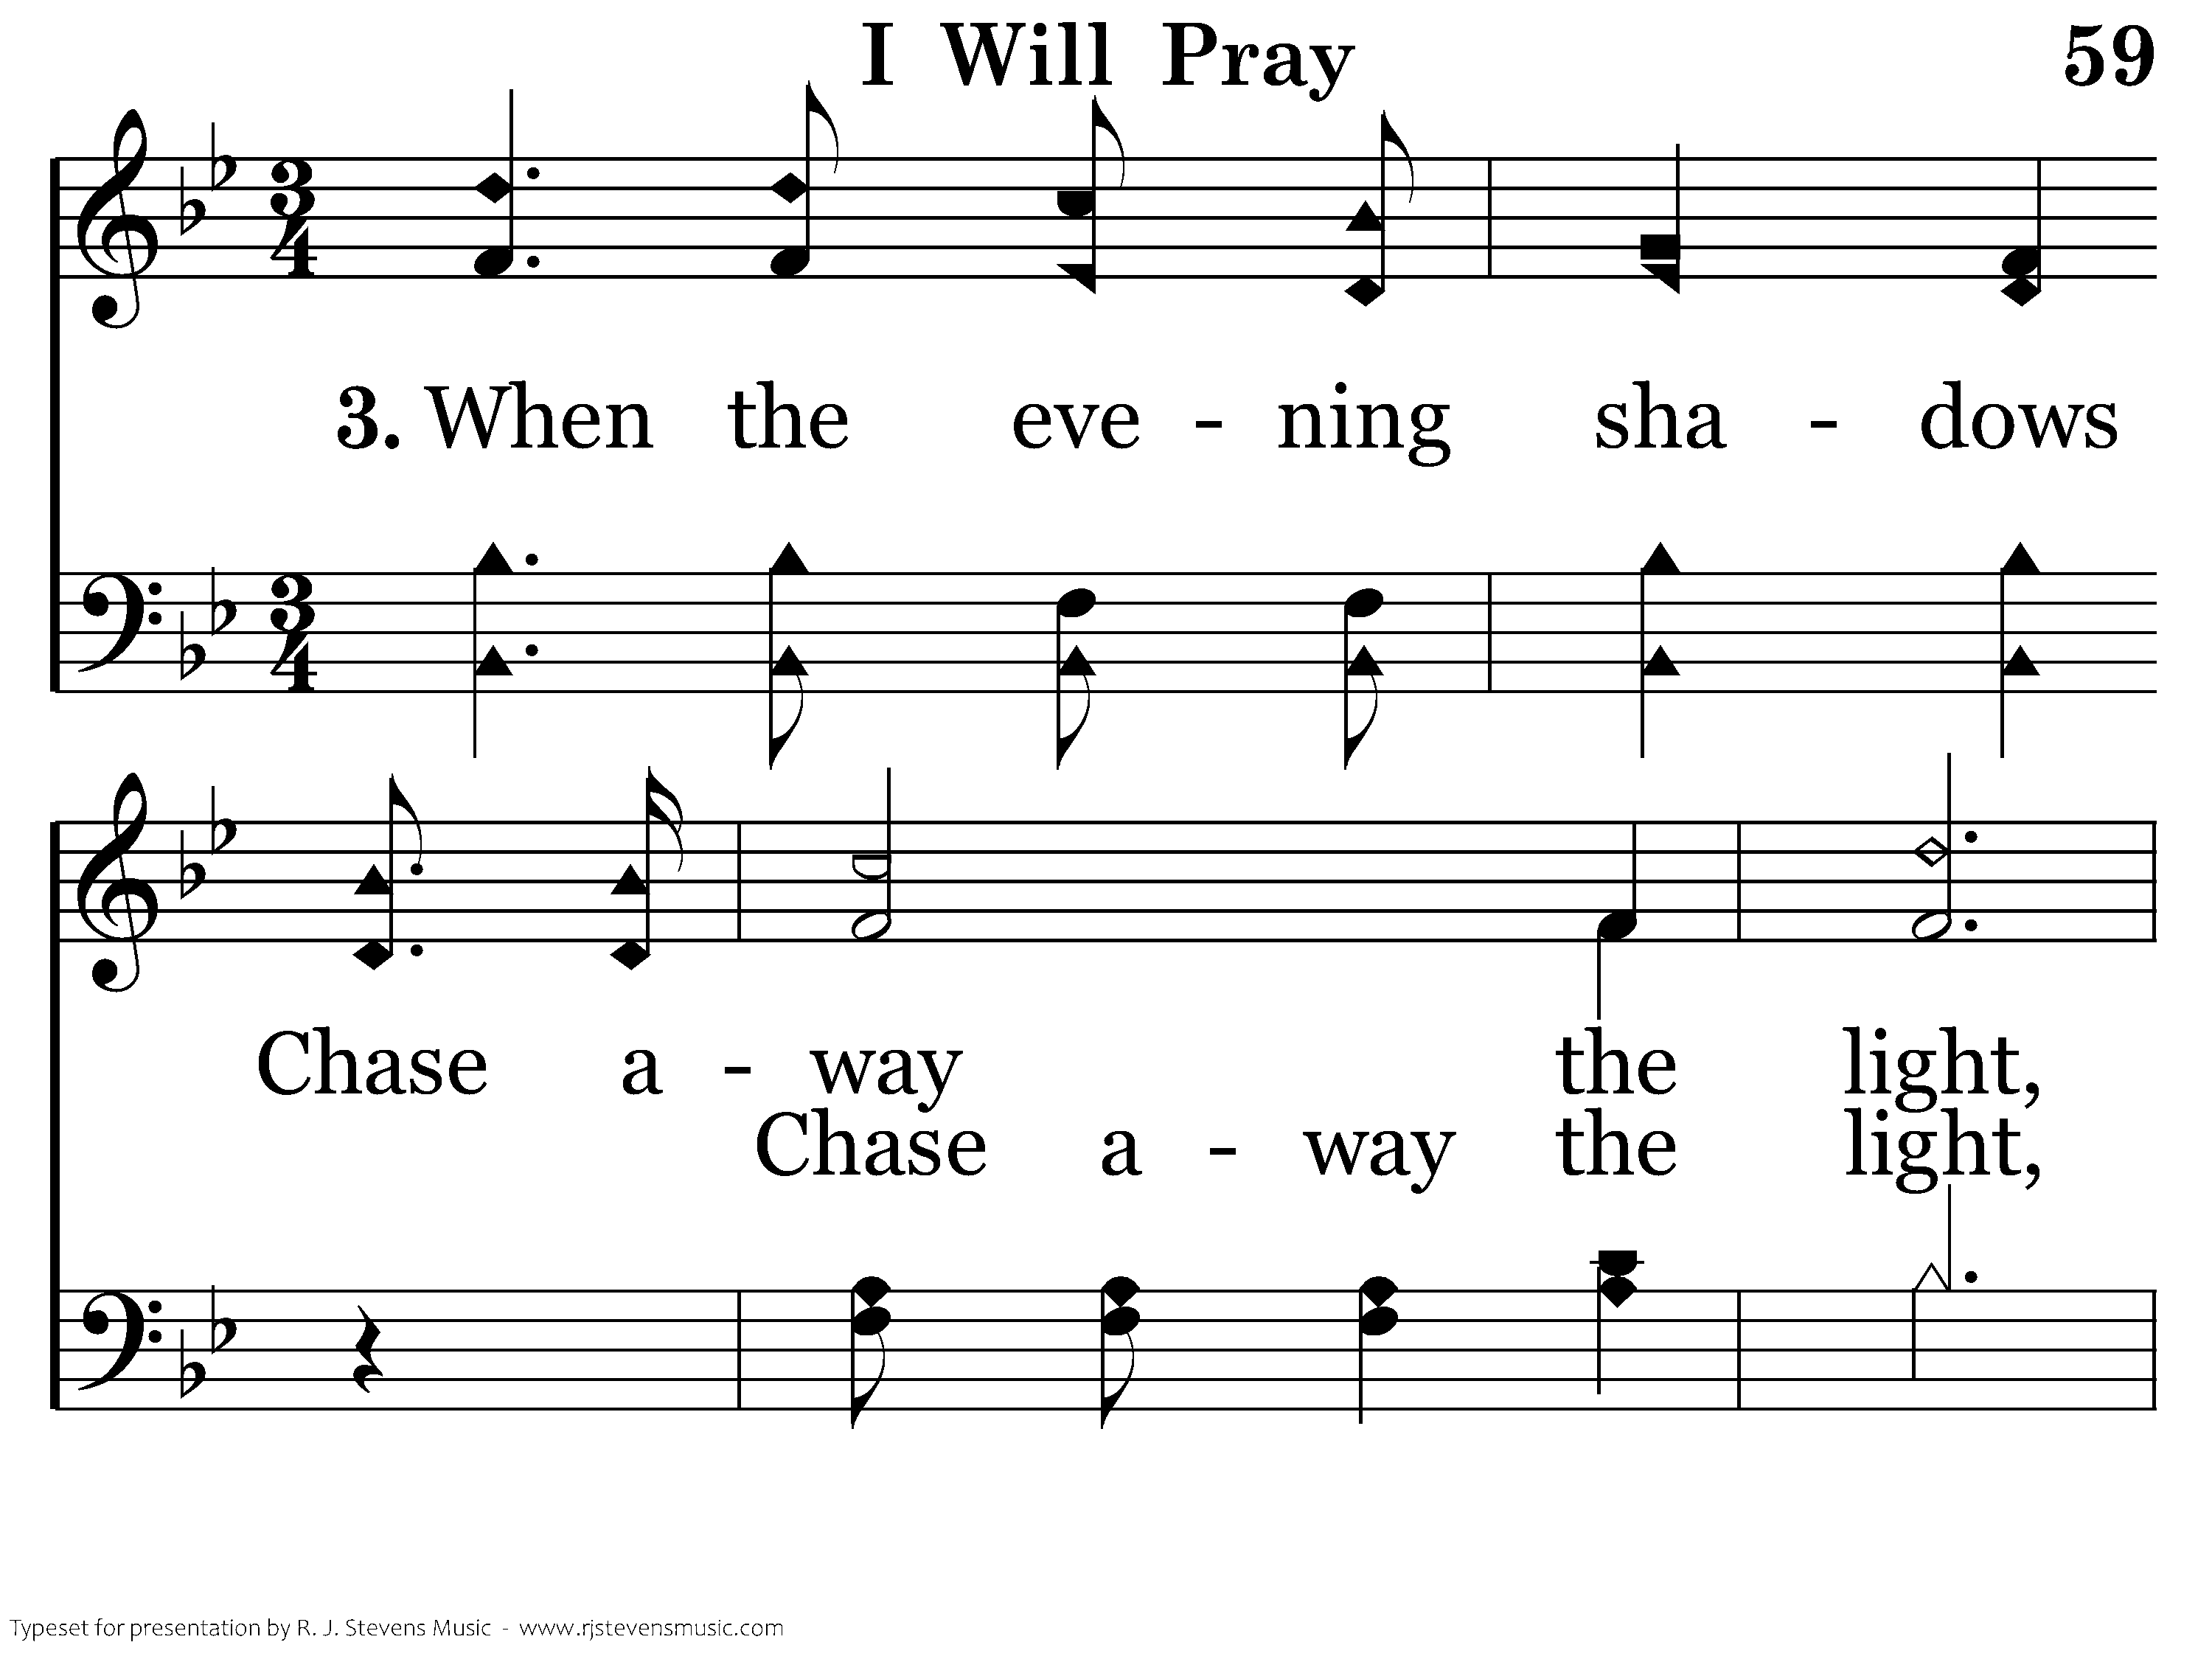 I Will Pray 59
3. When the eve - ning sha - dows
Chase a - way the light,
Chase a - way the light,
Typeset for presentation by R. J. Stevens Music - www.rjstevensmusic.com